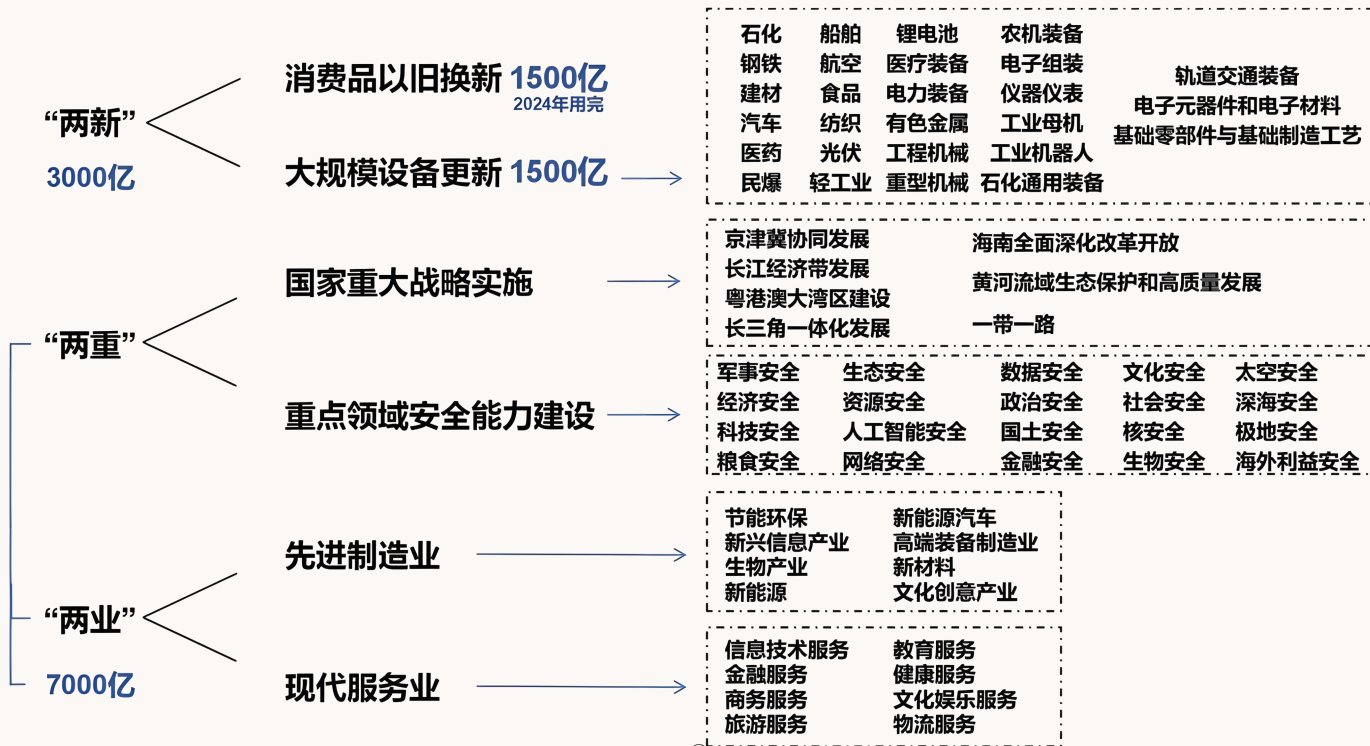 “两新”
3000亿
消费品以旧换新 1500亿
2024年用完
大规模设备更新 1500亿
石化 船舶 锂电池 农机装备
钢铁 航空 医疗装备 电子组装
建材 食品 电力装备 仪器仪表
汽车 纺织 有色金属 工业母机
医药 光伏 工程机械 工业机器人
民爆 轻工业 重型机械 石化通用装备
轨道交通装备
电子元器件和电子材料
基础零部件与基础制造工艺
“两重”
国家重大战略实施
京津冀协同发展
长江经济带发展
粤港澳大湾区建设
长三角一体化发展
海南全面深化改革开放
黄河流域生态保护和高质量发展
一带一路
重点领域安全能力建设
军事安全 生态安全 数据安全 文化安全 太空安全
经济安全 资源安全 政治安全 社会安全 深海安全
科技安全 人工智能安全 国土安全 核安全 极地安全
粮食安全 网络安全 金融安全 生物安全 海外利益安全
“两业”
7000亿
先进制造业
节能环保 新能源汽车
新兴信息产业 高端装备制造业
生物产业 新材料
新能源 文化创意产业
现代服务业
信息技术服务 教育服务
金融服务 健康服务
商务服务 文化娱乐服务
旅游服务 物流服务